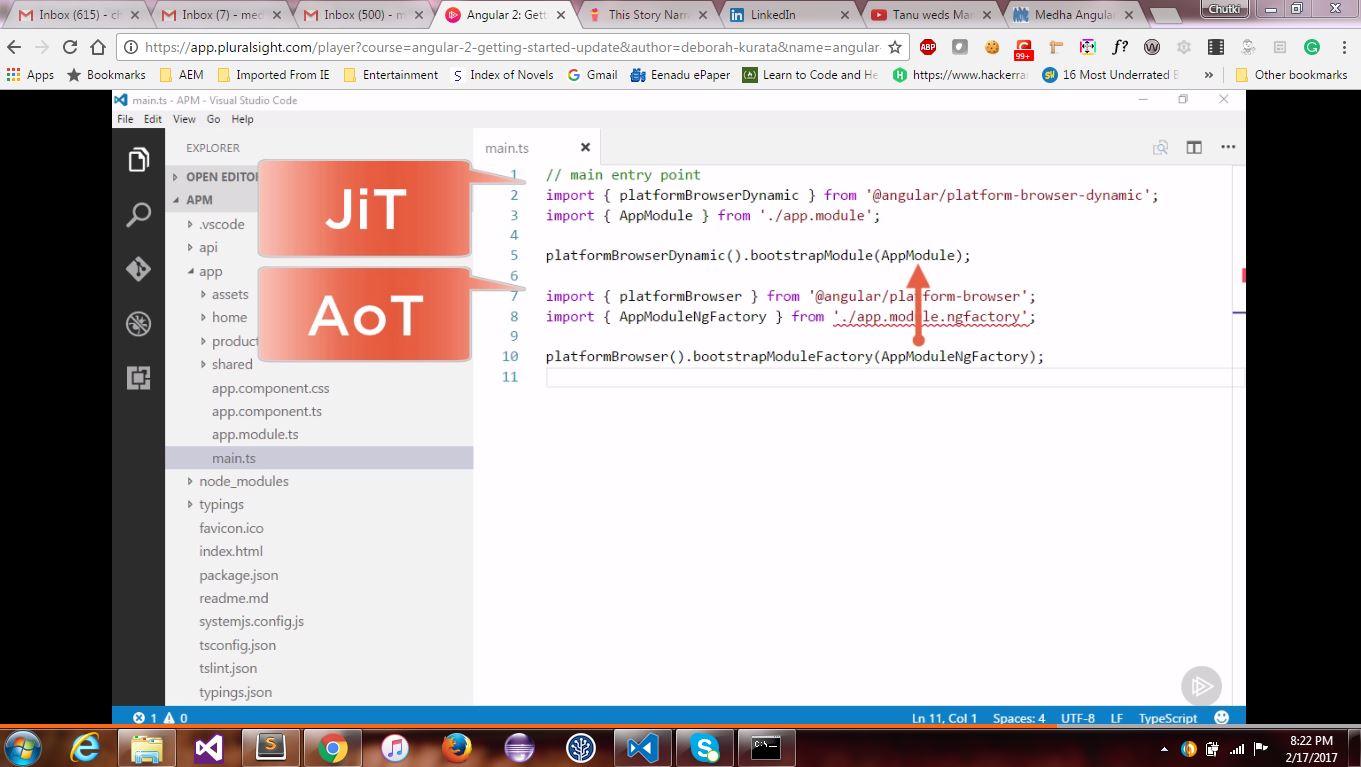 Inbox (615) - ch
Inbox (7) - med
Inbox (500) - m
Angular 2: Gett
This Story Narr
LinkedIn
Tanu weds Ma
Medha Angula
Chutki
https://app.pluralsight.com/player?course=angular-2-getting-started-update&author=deborah-kurata&name=angular-
ABP
99+
f?
Apps
Bookmarks
AEM
Imported From IE
Entertainment
Index of Novels
Gmail
Eenadu ePaper
Learn to Code and He
https://www.hackerra
16 Most Underrated
»
Other bookmarks
main.ts - APM - Visual Studio Code
File Edit View Go Help
EXPLORER
OPEN EDITO
APM
.vscode
api
app
assets
home
product
shared
app.component.css
app.component.ts
app.module.ts
main.ts
node_modules
typings
favicon.ico
index.html
package.json
readme.md
systemjs.config.js
tsconfig.json
tslint.json
typings.json
JiT
AoT
main.ts
1 // main entry point
2 import { platformBrowserDynamic } from '@angular/platform-browser-dynamic';
3 import { AppModule } from './app.module';
4
5 platformBrowserDynamic().bootstrapModule(AppModule);
6
7 import { platformBrowser } from '@angular/platform-browser';
8 import { AppModuleNgFactory } from './app.module.ngfactory';
9
10 platformBrowser().bootstrapModuleFactory(AppModuleNgFactory);
11
1 0
Ln 11, Col 1 Spaces: 4 UTF-8 LF TypeScript
8:22 PM
2/17/2017